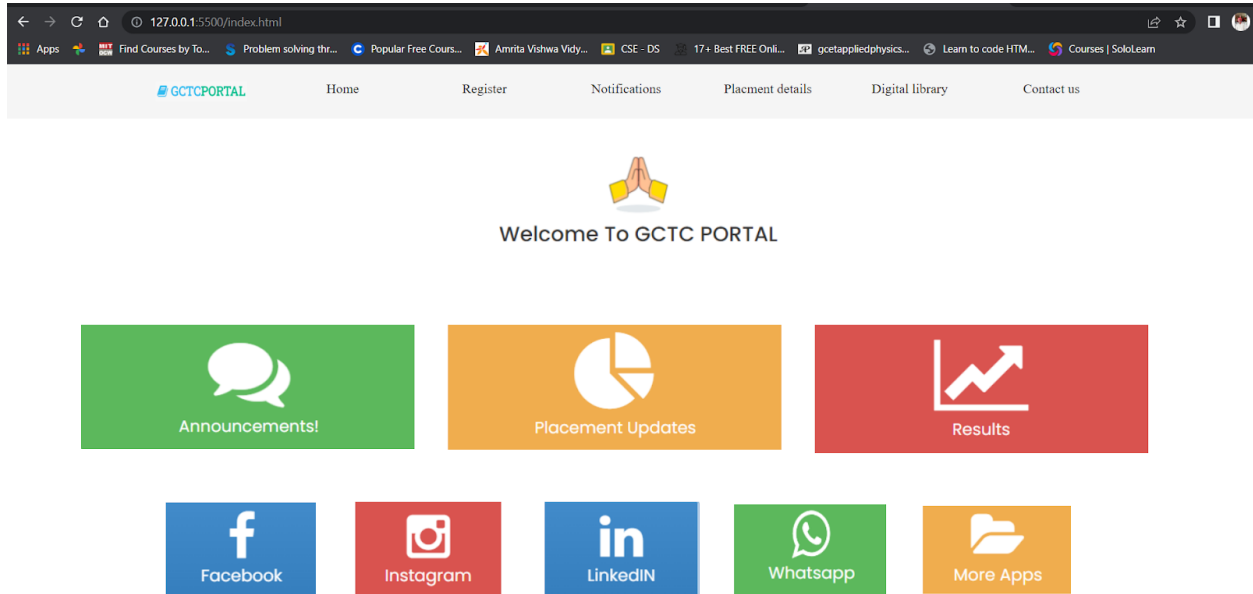 127.0.0.1:5500/index.html
Apps Find Courses by To... Problem solving thr... Popular Free Cours... Amrita Vishwa Vidy... CSE - DS 17+ Best FREE Onli... gcetappliedphysics... Learn to code HTM... Courses | SoloLearn
GCTCPORTAL Home Register Notifications Placment details Digital library Contact us
Welcome To GCTC PORTAL
Announcements! Placement Updates Results
Facebook Instagram LinkedIN Whatsapp More Apps